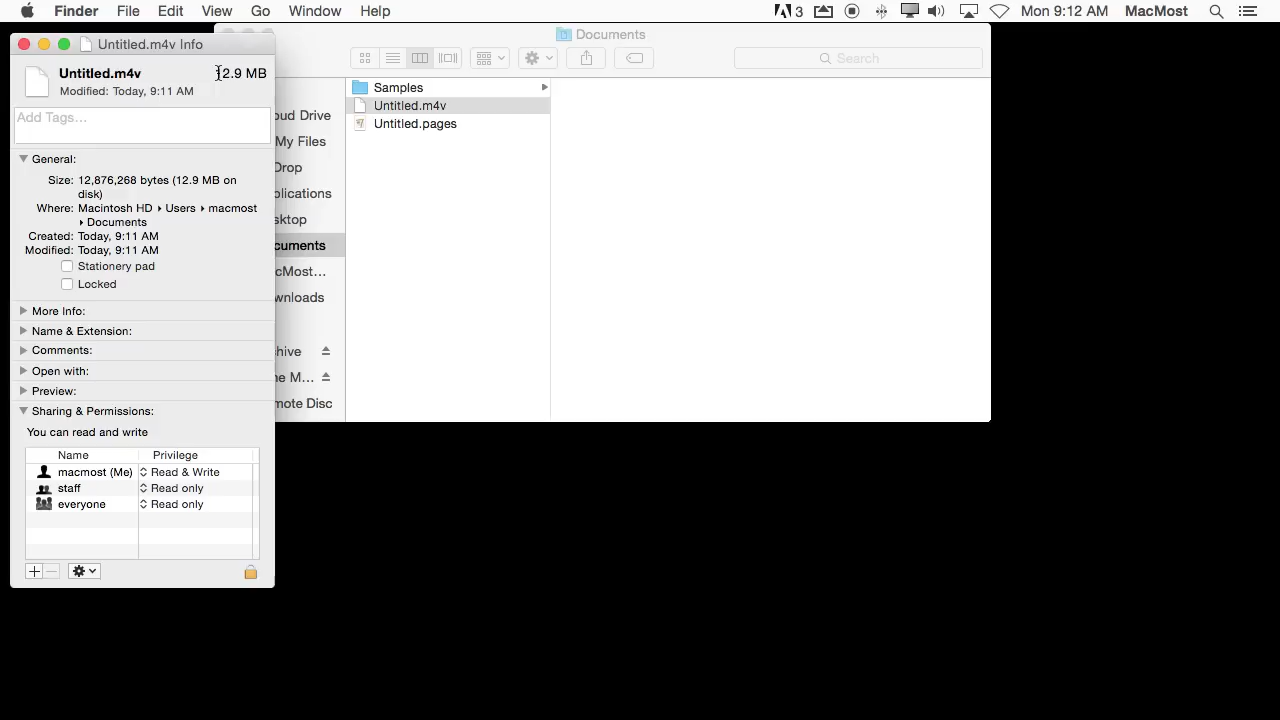 Finder File Edit View Go Window Help 3 Mon 9:12 AM MacMost
Untitled.m4v Info
Untitled.m4v 12.9 MB
Modified: Today, 9:11 AM
Add Tags...
General:
Size: 12,876,268 bytes (12.9 MB on
disk)
Where: Macintosh HD ▸ Users ▸ macmost
▸ Documents
Created: Today, 9:11 AM
Modified: Today, 9:11 AM
Stationery pad
Locked
More Info:
Name & Extension:
Comments:
Open with:
Preview:
Sharing & Permissions:
You can read and write
Name Privilege
macmost (Me) Read & Write
staff Read only
everyone Read only
Documents
Search
oud Drive
My Files
Drop
plications
sktop
cuments
cMost...
wnloads
hive
ne M...
mote Disc
Samples
Untitled.m4v
Untitled.pages